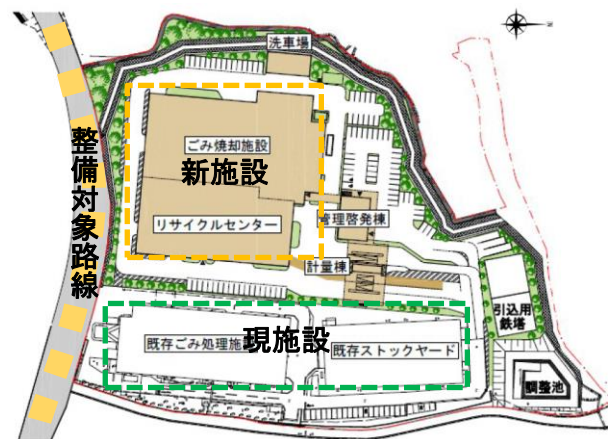 洗車場
整備対象路線
ごみ焼却施設
新施設
リサイクルセンター
管理啓発棟
計量棟
引込用
鉄塔
既存ごみ処理施
現施設
既存ストックヤード
調整池